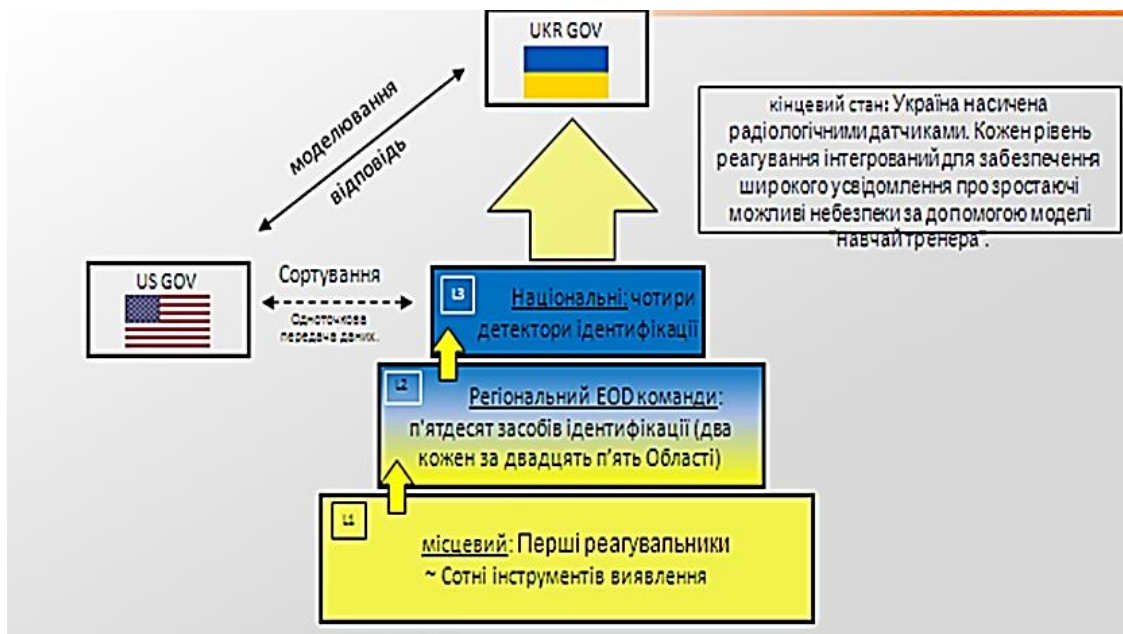 UKR GOV
кінцевий стан: Україна насичена
радіологічними датчиками. Кожен рівень
реагування інтегрований для забезпечення
широкого усвідомлення про зростаючі
можливі небезпеки за допомогою моделі
"навчай тренера".
моделювання
відповідь
US GOV
Сортування
Одноточкова
передача даних.
L3
Національні: чотири
детектори ідентифікації
L2
Регіональний EOD команди:
п'ятдесят засобів ідентифікації (два
кожен за двадцять п'ять Області)
L1
місцевий: Перші реагувальники
~ Сотні інструментів виявлення